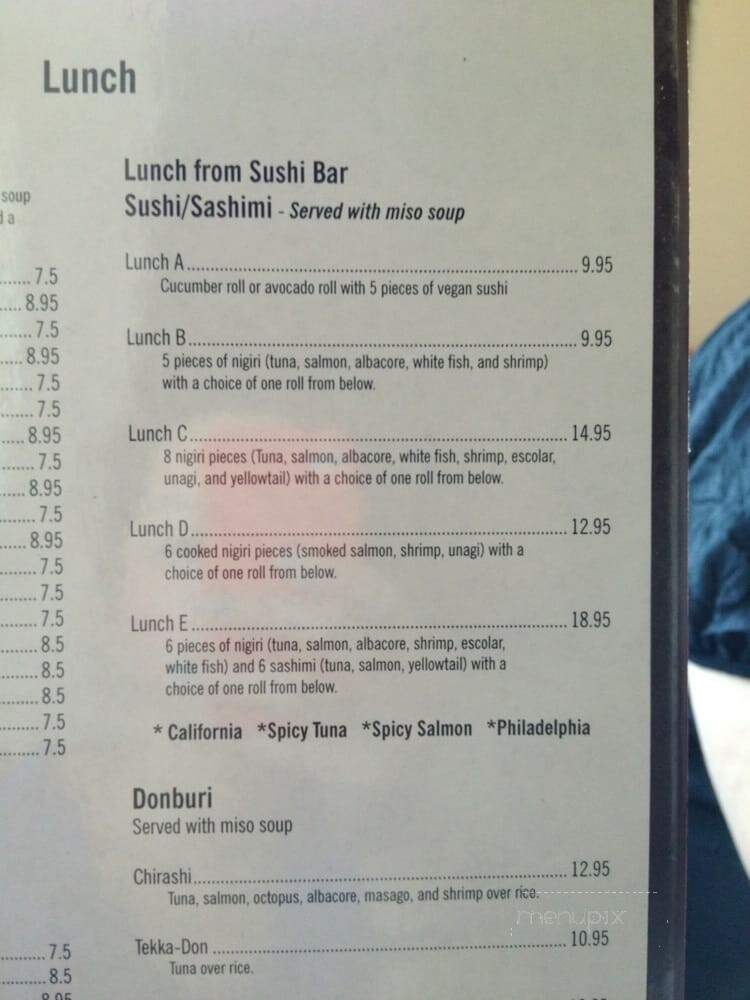 Lunch
soup
d a
....7.5
....8.95
....7.5
....8.95
....7.5
....7.5
....8.95
....7.5
....8.95
....7.5
....8.95
....7.5
....7.5
....7.5
....8.5
....8.5
....8.5
....7.5
....7.5
....7.5
....8.5
8.95
Lunch from Sushi Bar
Sushi/Sashimi - Served with miso soup
Lunch A.................... 9.95
Cucumber roll or avocado roll with 5 pieces of vegan sushi
Lunch B.................... 9.95
5 pieces of nigiri (tuna, salmon, albacore, white fish, and shrimp)
with a choice of one roll from below.
Lunch C.................... 14.95
8 nigiri pieces (Tuna, salmon, albacore, white fish, shrimp, escolar,
unagi, and yellowtail) with a choice of one roll from below.
Lunch D.................... 12.95
6 cooked nigiri pieces (smoked salmon, shrimp, unagi) with a
choice of one roll from below.
Lunch E.................... 18.95
6 pieces of nigiri (tuna, salmon, albacore, shrimp, escolar,
white fish) and 6 sashimi (tuna, salmon, yellowtail) with a
choice of one roll from below.
* California *Spicy Tuna *Spicy Salmon *Philadelphia
Donburi
Served with miso soup
Chirashi.................... 12.95
Tuna, salmon, octopus, albacore, masago, and shrimp over rice.
menupix
Tekka-Don.................... 10.95
Tuna over rice.